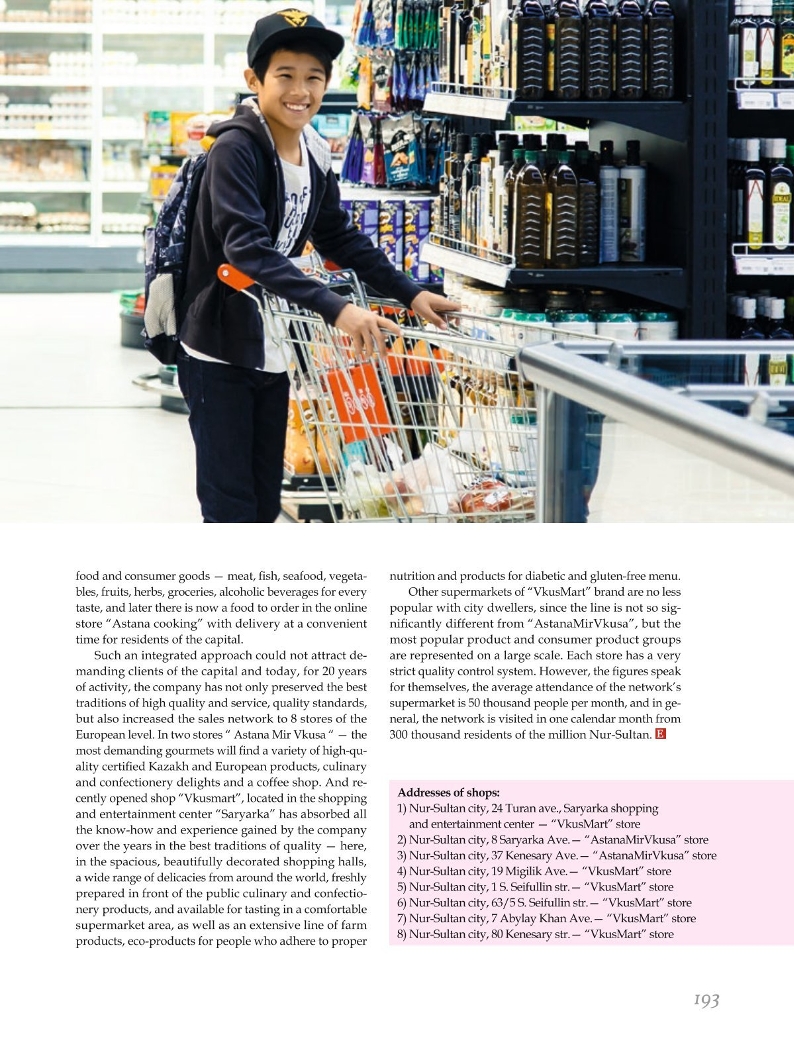 food and consumer goods — meat, fish, seafood, vegeta-
bles, fruits, herbs, groceries, alcoholic beverages for every
taste, and later there is now a food to order in the online
store “Astana cooking” with delivery at a convenient
time for residents of the capital.
Such an integrated approach could not attract de-
manding clients of the capital and today, for 20 years
of activity, the company has not only preserved the best
traditions of high quality and service, quality standards,
but also increased the sales network to 8 stores of the
European level. In two stores “ Astana Mir Vkusa “ — the
most demanding gourmets will find a variety of high-qu-
ality certified Kazakh and European products, culinary
and confectionery delights and a coffee shop. And re-
cently opened shop “Vkusmart”, located in the shopping
and entertainment center “Saryarka” has absorbed all
the know-how and experience gained by the company
over the years in the best traditions of quality — here,
in the spacious, beautifully decorated shopping halls,
a wide range of delicacies from around the world, freshly
prepared in front of the public culinary and confectio-
nery products, and available for tasting in a comfortable
supermarket area, as well as an extensive line of farm
products, eco-products for people who adhere to proper
nutrition and products for diabetic and gluten-free menu.
Other supermarkets of “VkusMart” brand are no less
popular with city dwellers, since the line is not so sig-
nificantly different from “AstanaMirVkusa”, but the
most popular product and consumer product groups
are represented on a large scale. Each store has a very
strict quality control system. However, the figures speak
for themselves, the average attendance of the network’s
supermarket is 50 thousand people per month, and in ge-
neral, the network is visited in one calendar month from
300 thousand residents of the million Nur-Sultan. E
Addresses of shops:
1) Nur-Sultan city, 24 Turan ave., Saryarka shopping
and entertainment center — “VkusMart” store
2) Nur-Sultan city, 8 Saryarka Ave.— “AstanaMirVkusa” store
3) Nur-Sultan city, 37 Kenesary Ave.— “AstanaMirVkusa” store
4) Nur-Sultan city, 19 Migilik Ave.— “VkusMart” store
5) Nur-Sultan city, 1 S. Seifullin str.— “VkusMart” store
6) Nur-Sultan city, 63/5 S. Seifullin str.— “VkusMart” store
7) Nur-Sultan city, 7 Abylay Khan Ave.— “VkusMart” store
8) Nur-Sultan city, 80 Kenesary str.— “VkusMart” store
193